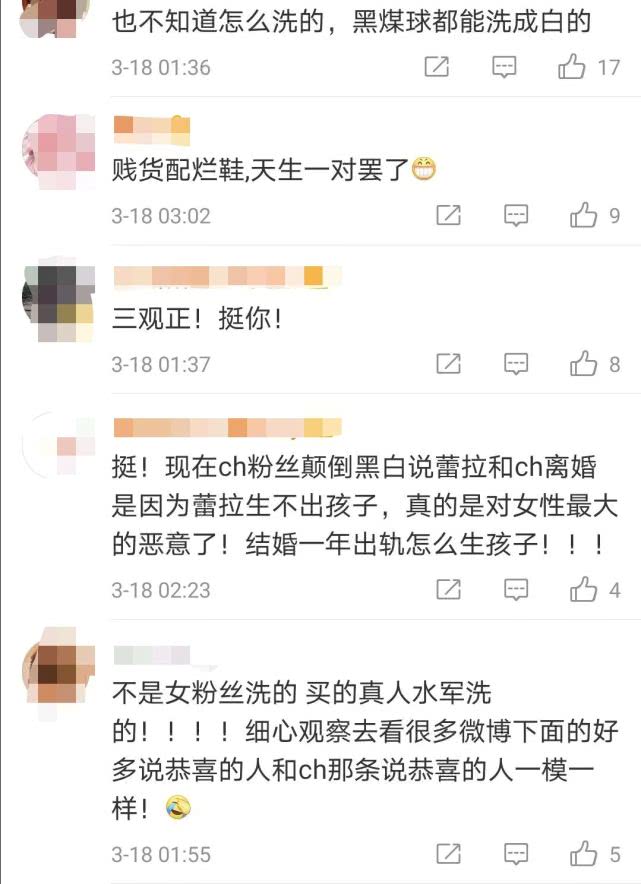 也不知道怎么洗的，黑煤球都能洗成白的
3-18 01:36
17
贱货配烂鞋,天生一对罢了😁
3-18 03:02
9
三观正！挺你！
3-18 01:37
8
挺！现在ch粉丝颠倒黑白说蕾拉和ch离婚
是因为蕾拉生不出孩子，真的是对女性最大
的恶意了！结婚一年出轨怎么生孩子！！！
3-18 02:23
4
不是女粉丝洗的 买的真人水军洗
的！！！！细心观察去看很多微博下面的好
多说恭喜的人和ch那条说恭喜的人一模一
样！🤣
3-18 01:55
5